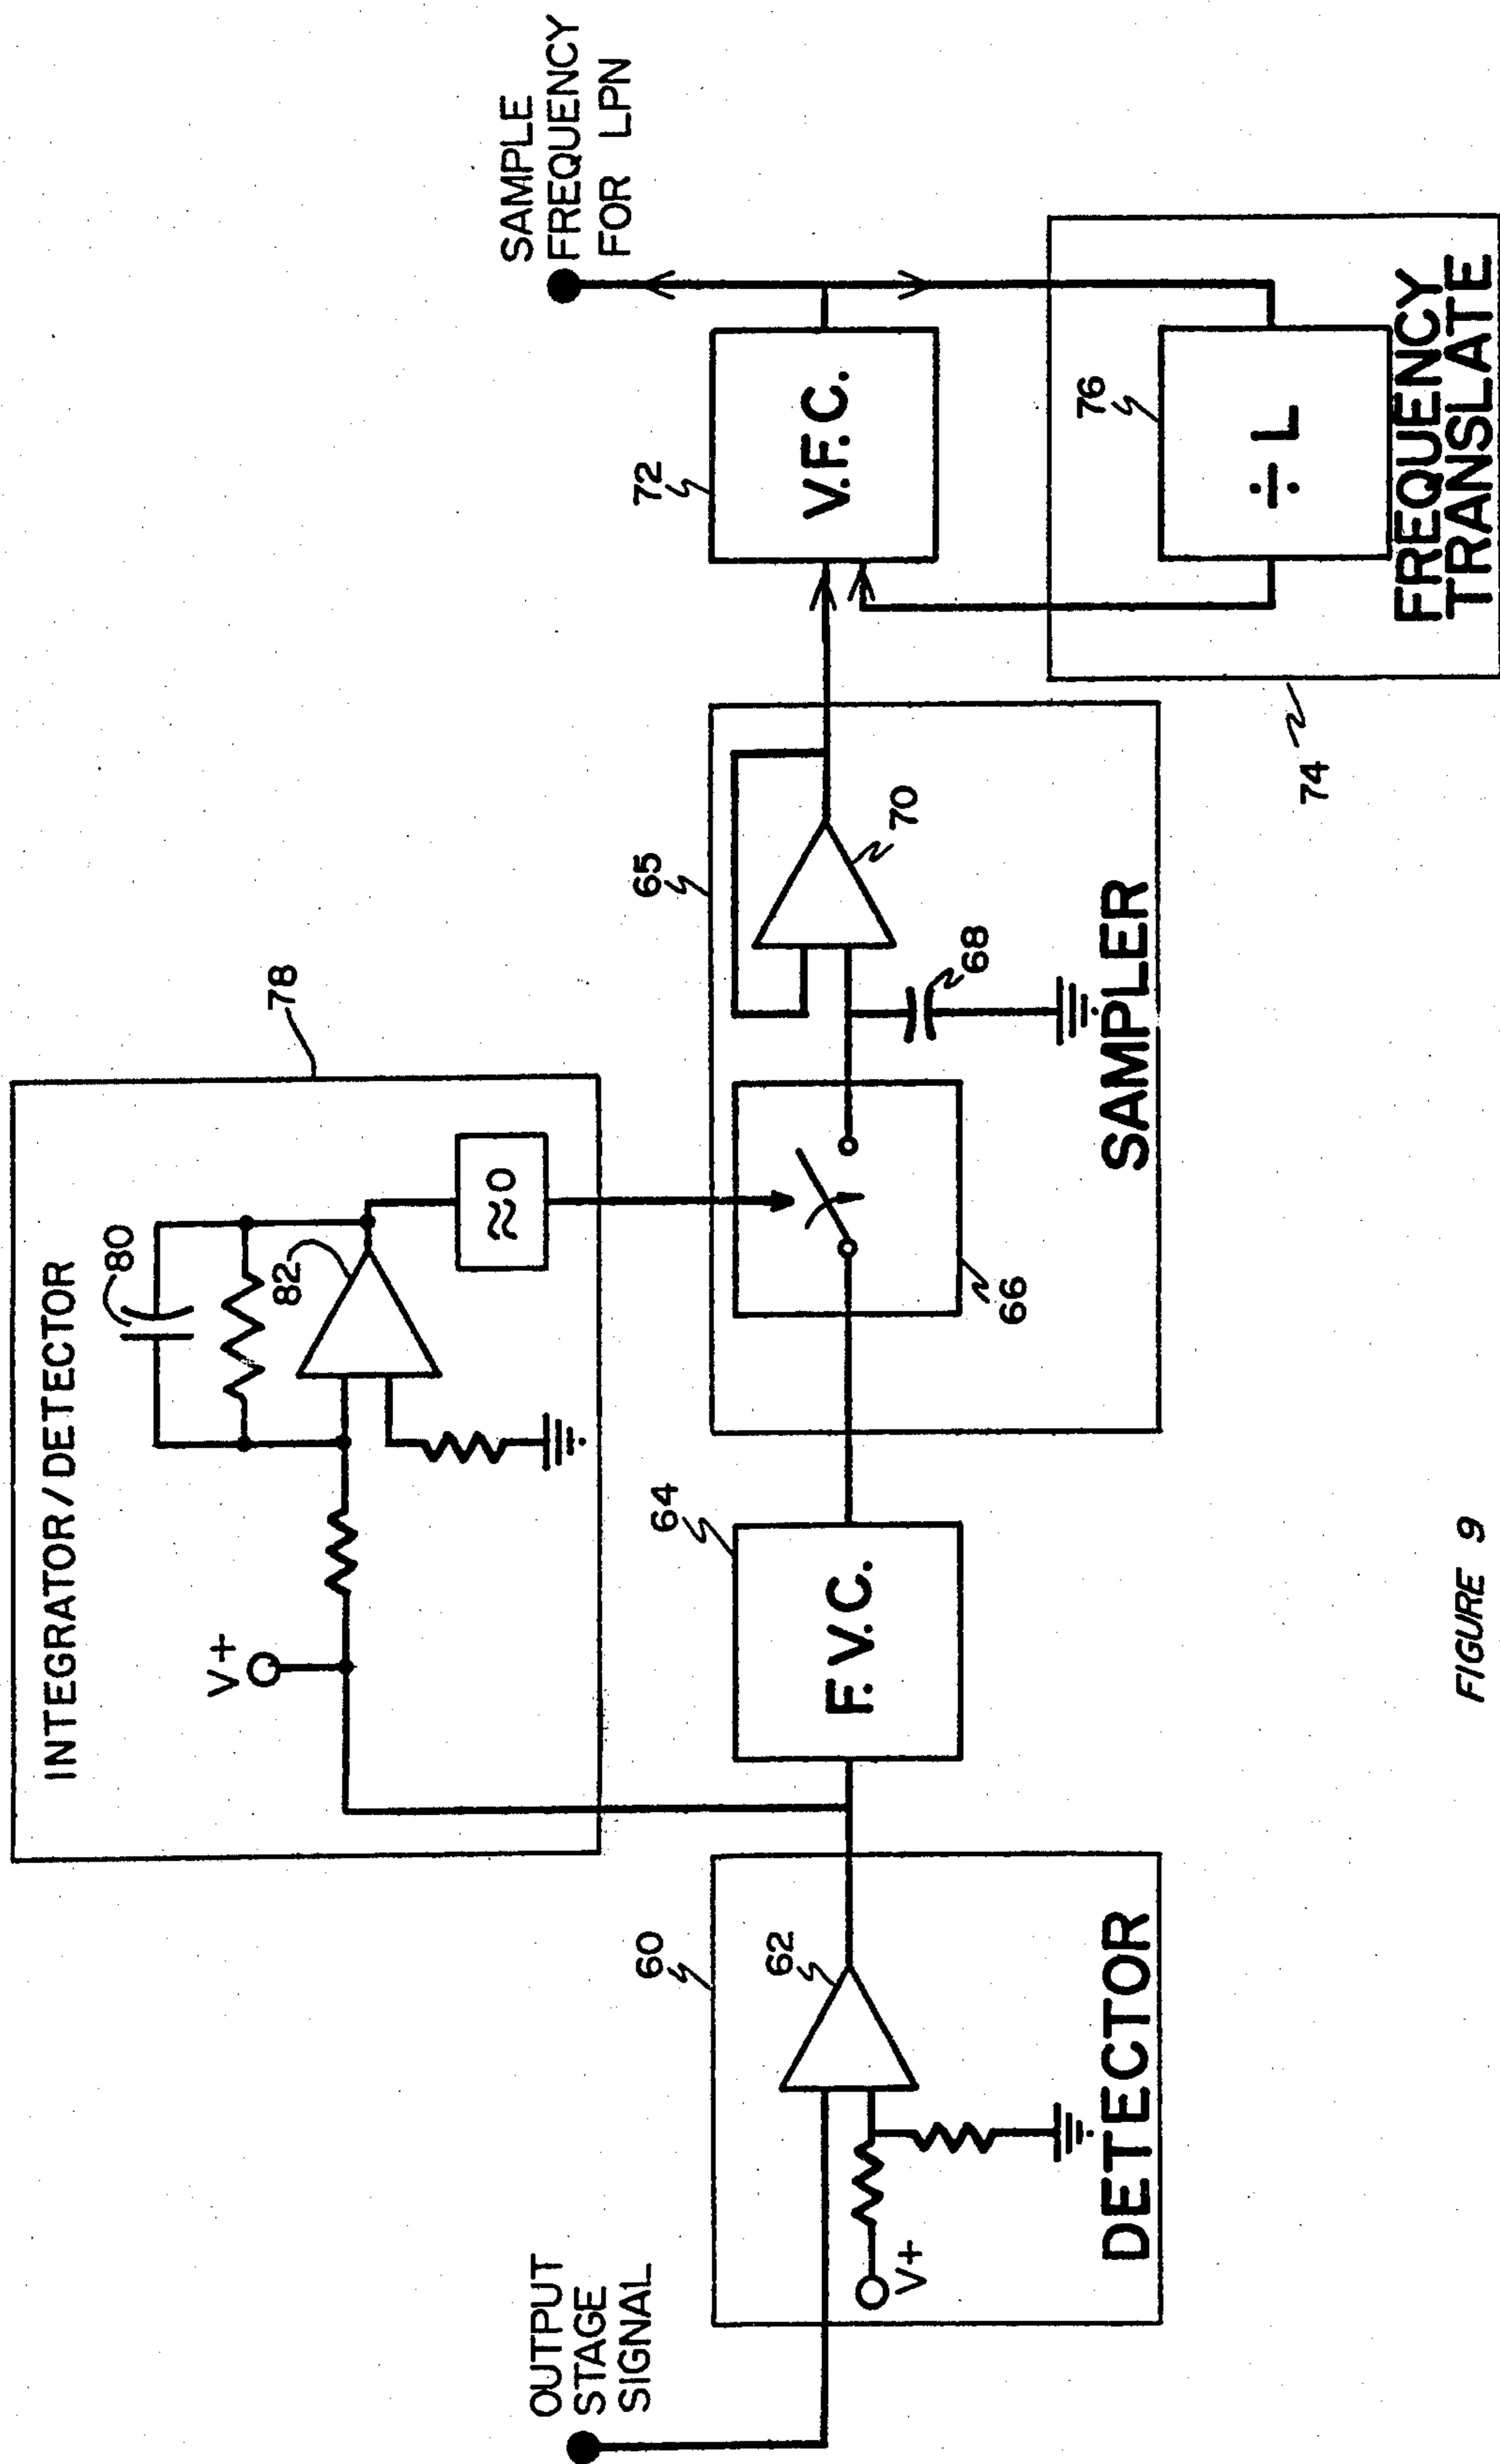 INTEGRATOR/DETECTOR
78
80
V+
82
≈0
OUTPUT
STAGE
SIGNAL
60
62
V+
DETECTOR
64
F.V.C.
65
66
68
70
SAMPLER
72
V.F.C.
SAMPLE
FREQUENCY
FOR LPN
74
76
÷ L
FREQUENCY
TRANSLATE
FIGURE 9